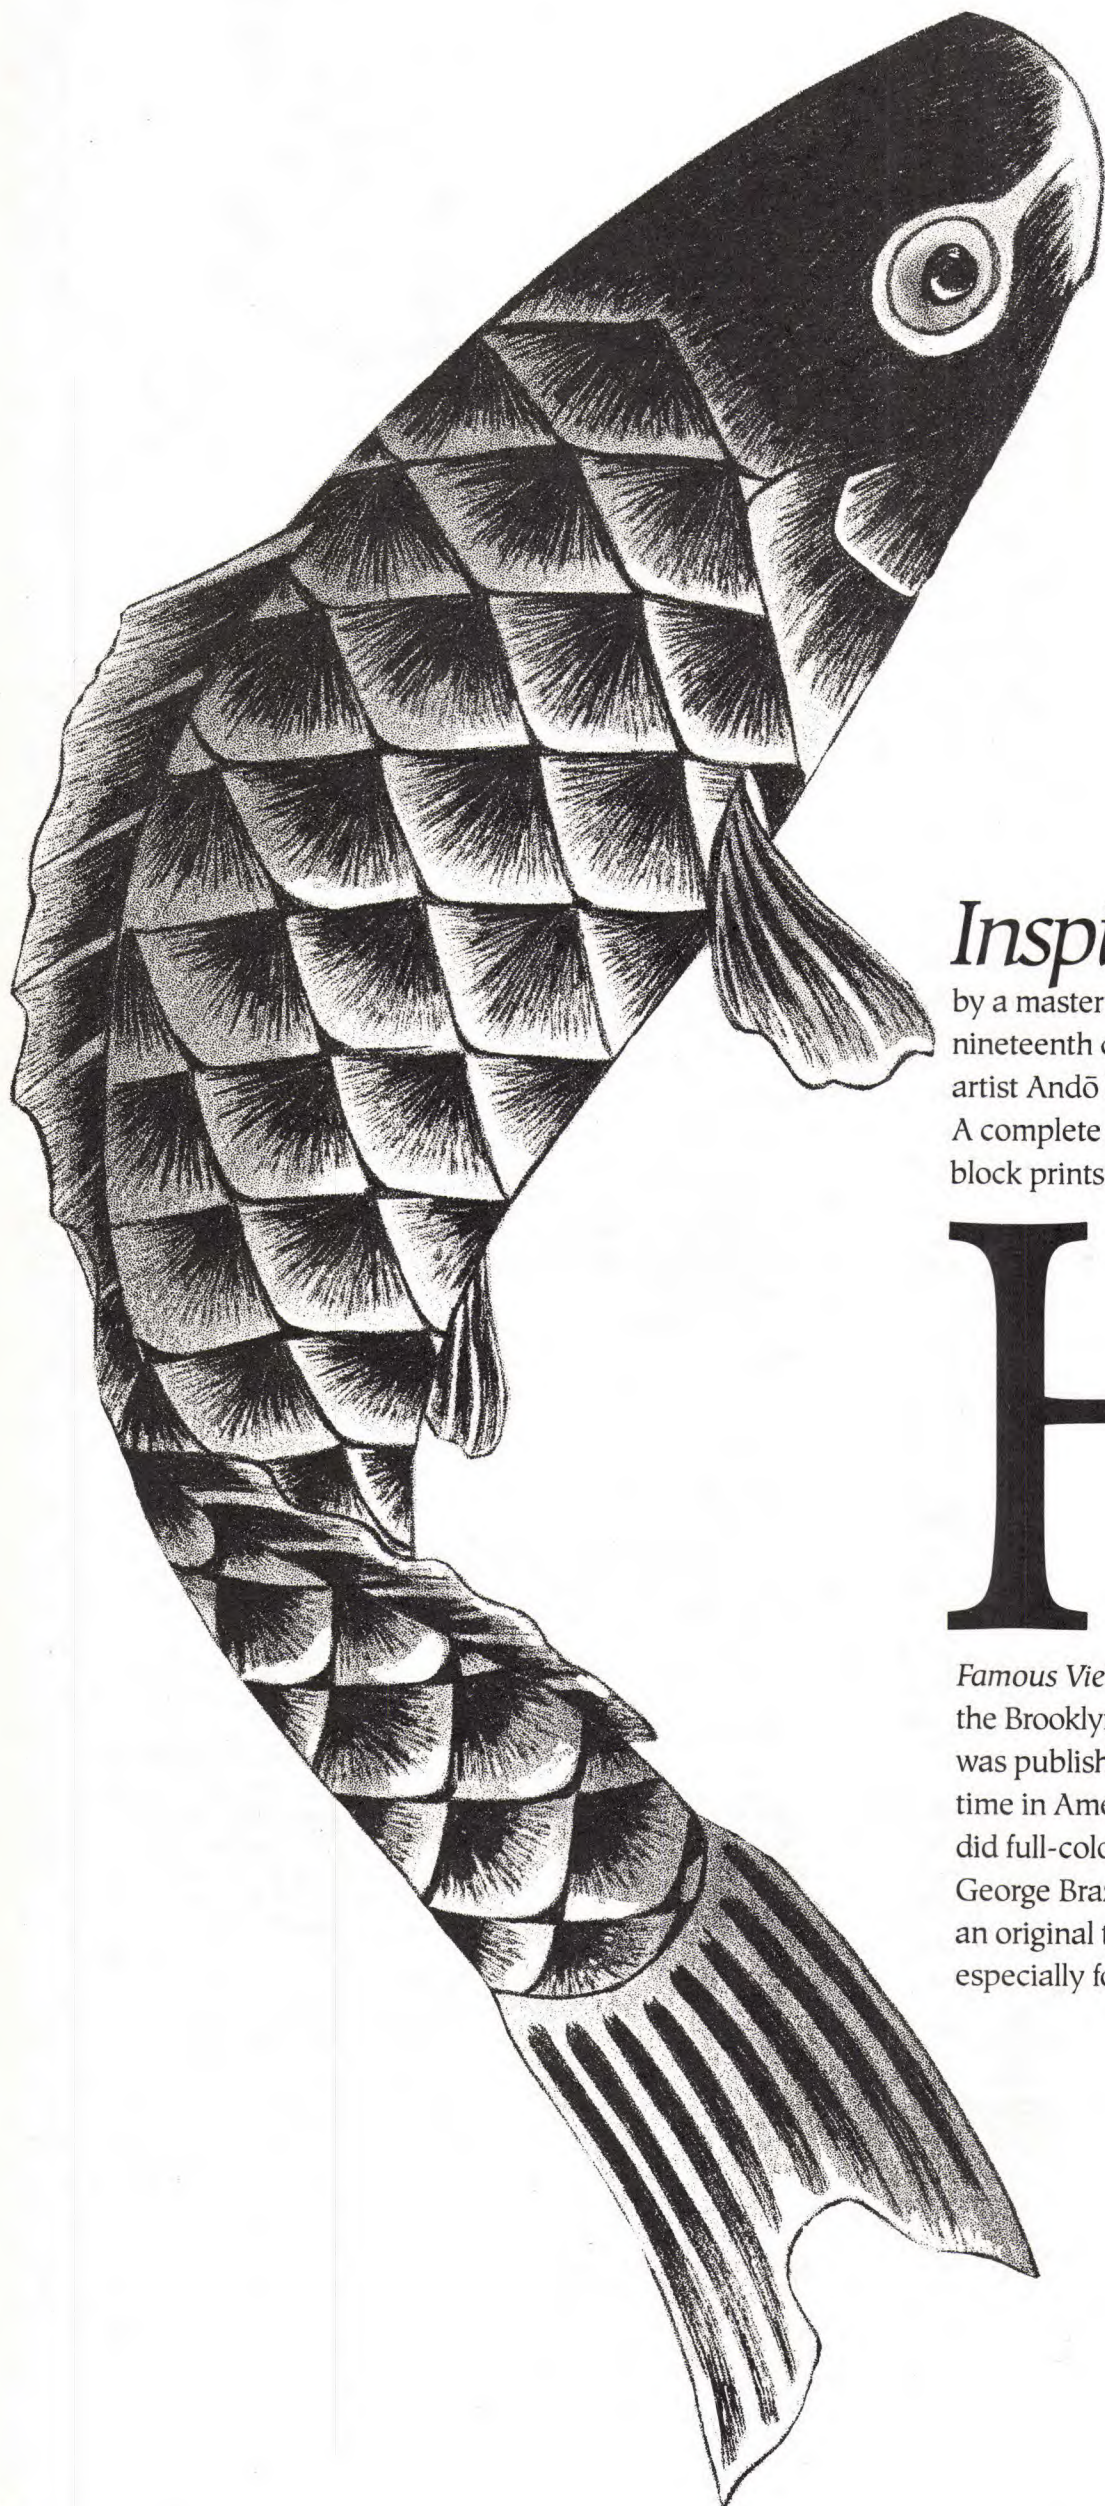 Inspi
by a master
nineteenth c
artist Andō
A complete
block prints
H
Famous Vie
the Brookly
was publish
time in Ame
did full-colo
George Bra
an original t
especially fo